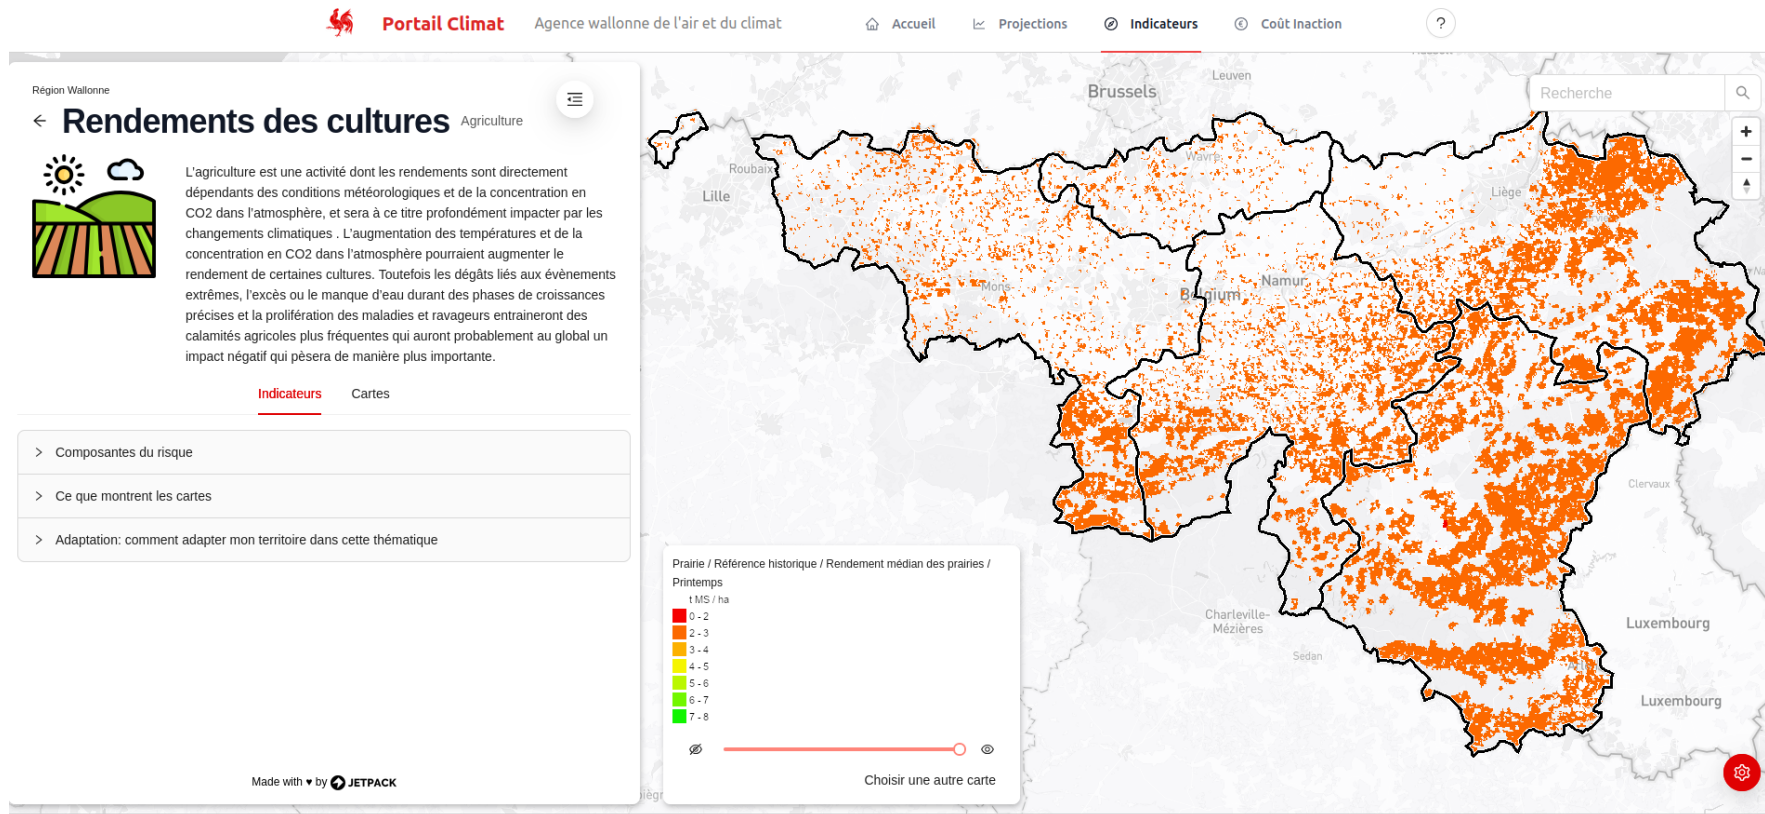 Portail Climat
Agence wallonne de l'air et du climat
Accueil
Projections
Indicateurs
Coût Inaction
?
Région Wallonne
Rendements des cultures
Agriculture
L'agriculture est une activité dont les rendements sont directement
dépendants des conditions météorologiques et de la concentration en
CO2 dans l'atmosphère, et sera à ce titre profondément impacter par les
changements climatiques . L'augmentation des températures et de la
concentration en CO2 dans l'atmosphère pourraient augmenter le
rendement de certaines cultures. Toutefois les dégâts liés aux évènements
extrêmes, l'excès ou le manque d'eau durant des phases de croissances
précises et la prolifération des maladies et ravageurs entraineront des
calamités agricoles plus fréquentes qui auront probablement au global un
impact négatif qui pèsera de manière plus importante.
Indicateurs
Cartes
Composantes du risque
Ce que montrent les cartes
Adaptation: comment adapter mon territoire dans cette thématique
Made with ♥ by JETPACK
Recherche
Leuven
Brussels
Wavre
Roubaix
Lille
Liège
Mons
Namur
Belgium
Clervaux
Charleville-
Mézières
Sedan
Luxembourg
Luxembourg
Prairie / Référence historique / Rendement médian des prairies /
Printemps
t MS / ha
0 - 2
2 - 3
3 - 4
4 - 5
5 - 6
6 - 7
7 - 8
Choisir une autre carte